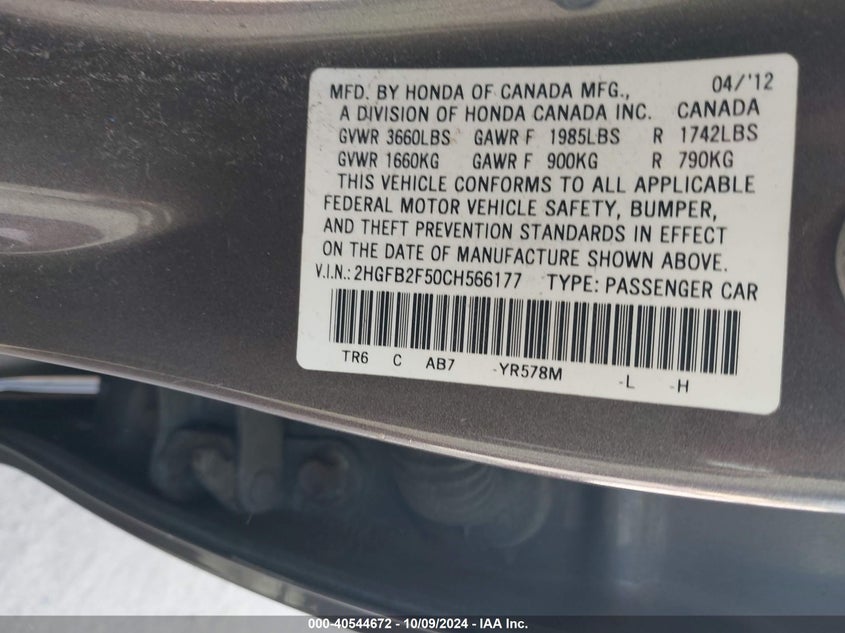 MFD. BY HONDA OF CANADA MFG., 04/'12
A DIVISION OF HONDA CANADA INC. CANADA
GVWR 3660LBS GAWR F 1985LBS R 1742LBS
GVWR 1660KG GAWR F 900KG R 790KG
THIS VEHICLE CONFORMS TO ALL APPLICABLE
FEDERAL MOTOR VEHICLE SAFETY, BUMPER,
AND THEFT PREVENTION STANDARDS IN EFFECT
ON THE DATE OF MANUFACTURE SHOWN ABOVE.
V.I.N.: 2HGFB2F50CH566177 TYPE: PASSENGER CAR
TR6 C AB7 -YR578M -L -H
000-40544672 - 10/09/2024 - IAA Inc.